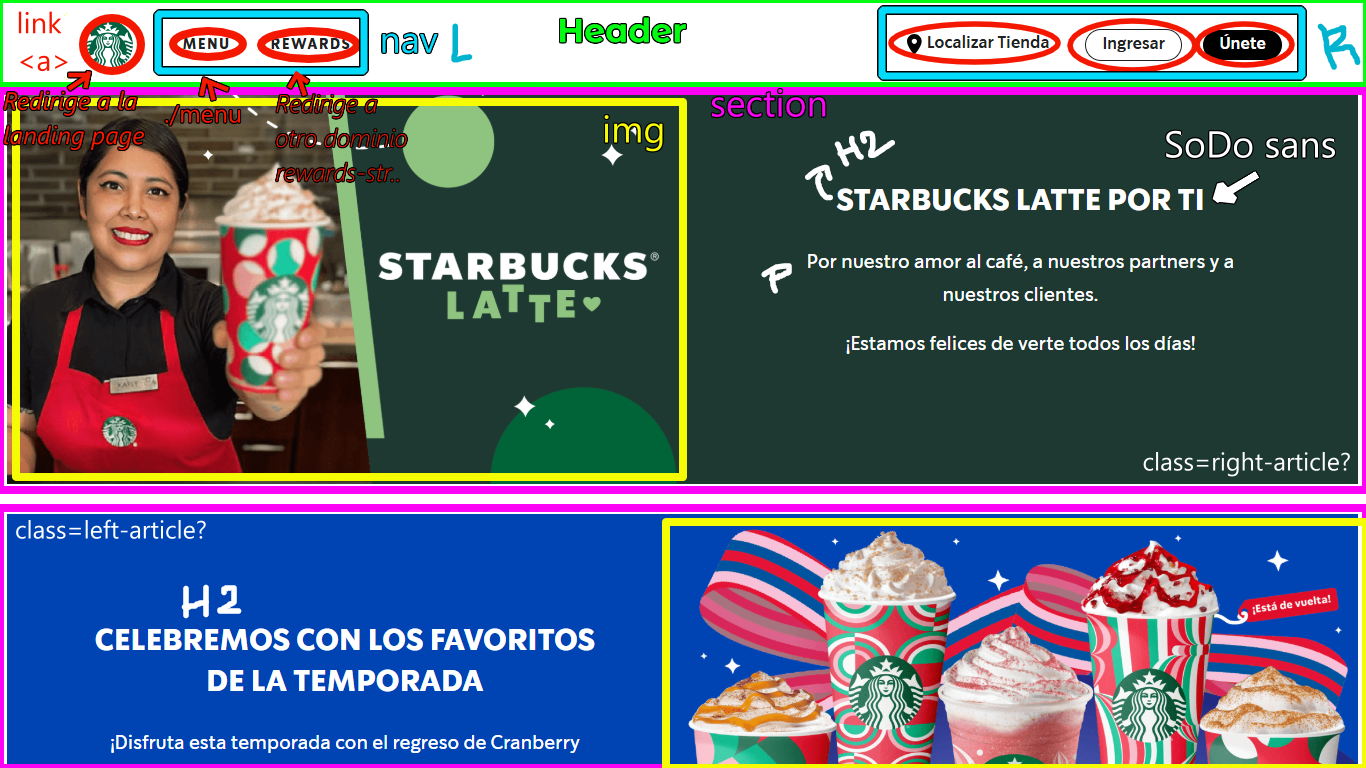 link
<a>
MENU
REWARDS
nav L
Header
Localizar Tienda
Ingresar
Únete
R
Redirige a la
landing page
./menu
Redirige a
otro dominio
rewards-str..
img
section
H2
SoDo sans
STARBUCKS LATTE POR TI
P
Por nuestro amor al café, a nuestros partners y a
nuestros clientes.
¡Estamos felices de verte todos los días!
STARBUCKS®
LATTE
class=right-article?
class=left-article?
H2
CELEBREMOS CON LOS FAVORITOS
DE LA TEMPORADA
¡Disfruta esta temporada con el regreso de Cranberry
¡Está de vuelta!